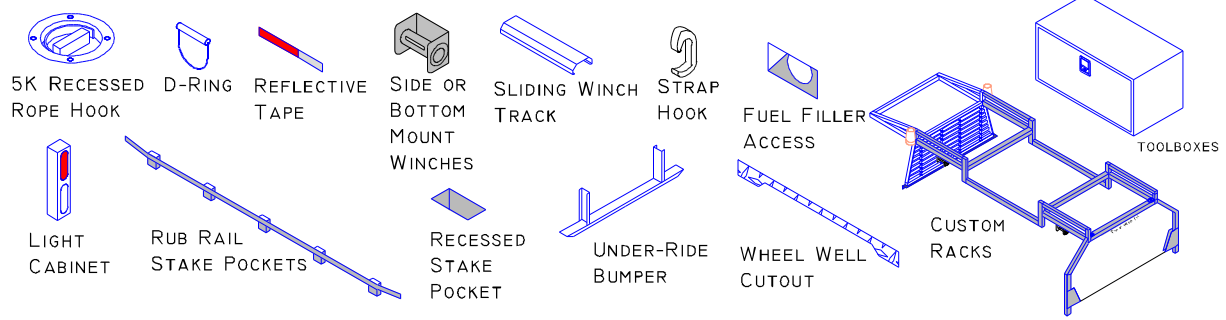 5K RECESSED
ROPE HOOK
D-RING
REFLECTIVE
TAPE
SIDE OR
BOTTOM
MOUNT
WINCHES
SLIDING WINCH
TRACK
STRAP
HOOK
FUEL FILLER
ACCESS
TOOLBOXES
LIGHT
CABINET
RUB RAIL
STAKE POCKETS
RECESSED
STAKE
POCKET
UNDER-RIDE
BUMPER
WHEEL WELL
CUTOUT
CUSTOM
RACKS